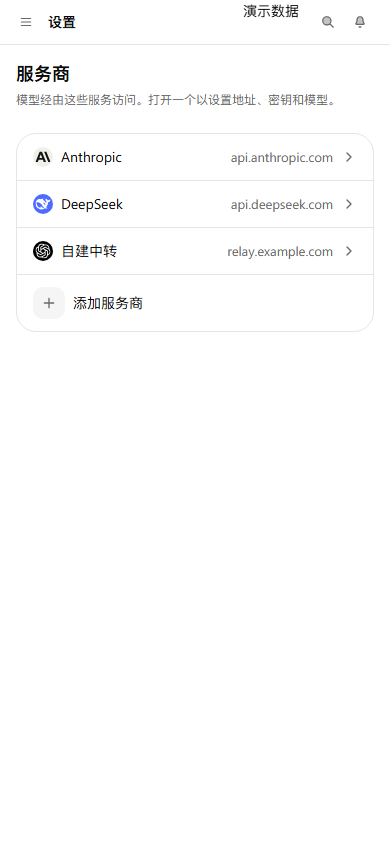 设置
演示数据
服务商
模型经由这些服务访问。打开一个以设置地址、密钥和模型。
Anthropic api.anthropic.com
DeepSeek api.deepseek.com
自建中转 relay.example.com
添加服务商